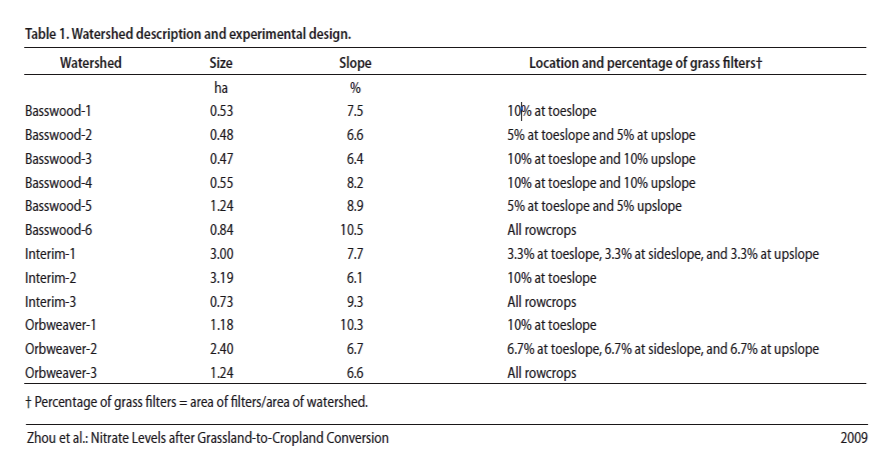 Table 1. Watershed description and experimental design.
Watershed Size Slope Location and percentage of grass filters†
ha %
Basswood-1 0.53 7.5 10% at toeslope
Basswood-2 0.48 6.6 5% at toeslope and 5% at upslope
Basswood-3 0.47 6.4 10% at toeslope and 10% upslope
Basswood-4 0.55 8.2 10% at toeslope and 10% upslope
Basswood-5 1.24 8.9 5% at toeslope and 5% upslope
Basswood-6 0.84 10.5 All rowcrops
Interim-1 3.00 7.7 3.3% at toeslope, 3.3% at sideslope, and 3.3% at upslope
Interim-2 3.19 6.1 10% at toeslope
Interim-3 0.73 9.3 All rowcrops
Orbweaver-1 1.18 10.3 10% at toeslope
Orbweaver-2 2.40 6.7 6.7% at toeslope, 6.7% at sideslope, and 6.7% at upslope
Orbweaver-3 1.24 6.6 All rowcrops
† Percentage of grass filters = area of filters/area of watershed.
Zhou et al.: Nitrate Levels after Grassland-to-Cropland Conversion 2009